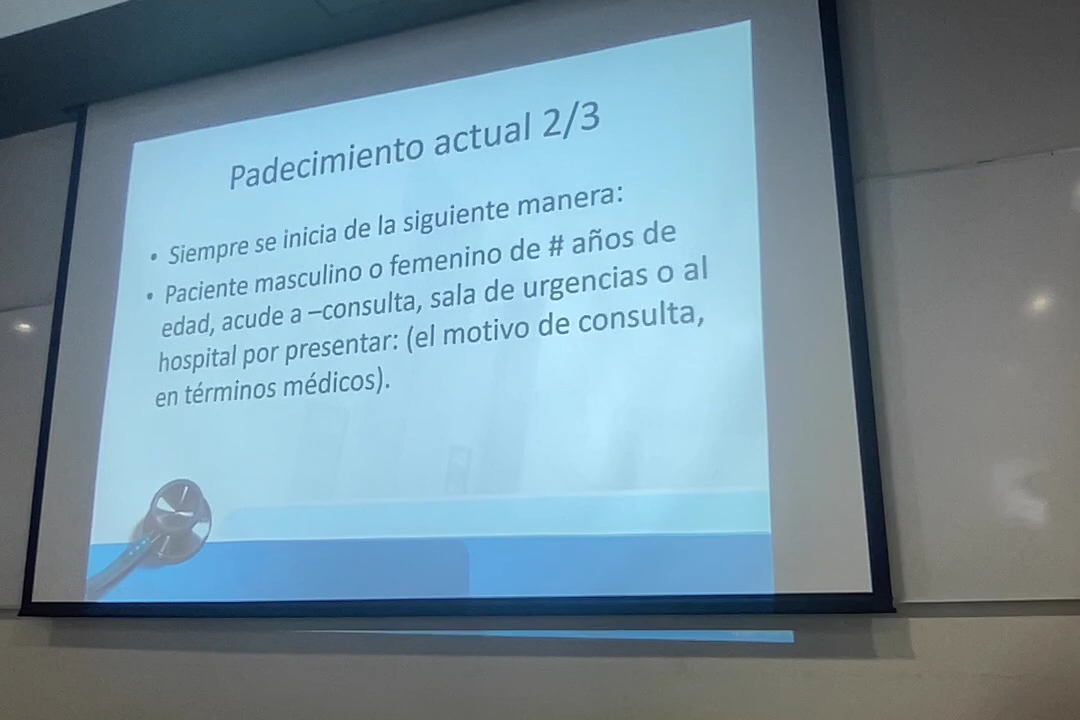 Padecimiento actual 2/3
• Siempre se inicia de la siguiente manera:
• Paciente masculino o femenino de # años de
edad, acude a –consulta, sala de urgencias o al
hospital por presentar: (el motivo de consulta,
en términos médicos).